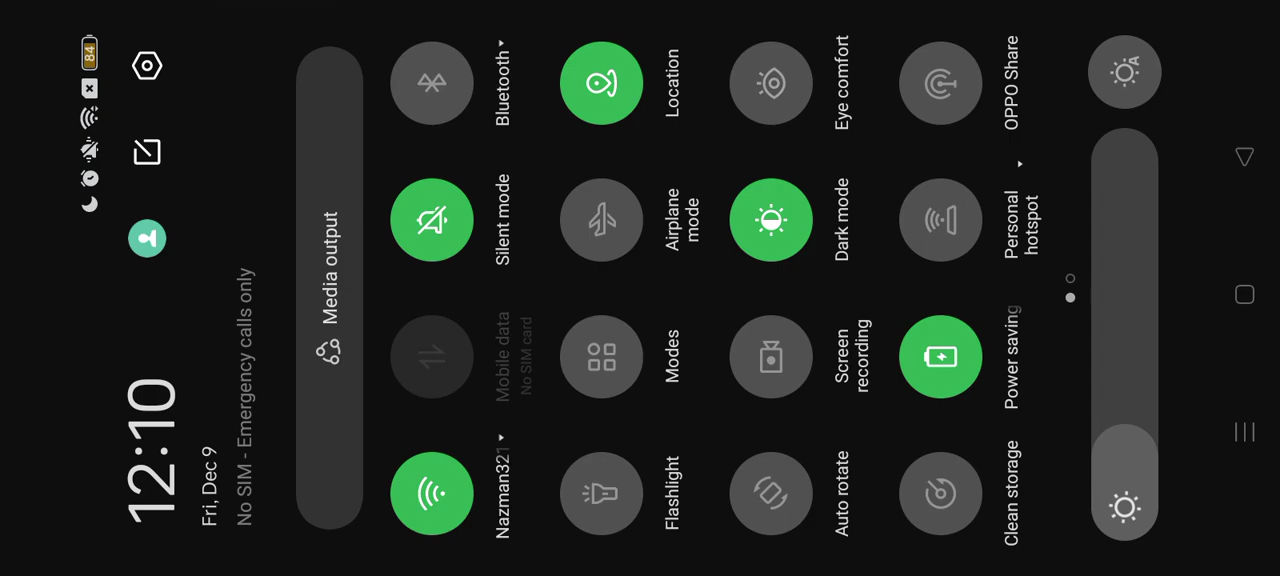 84
12:10
Fri, Dec 9
No SIM - Emergency calls only
Media output
Nazman321
Mobile data
No SIM card
Silent mode
Bluetooth
Flashlight
Modes
Airplane
mode
Location
Auto rotate
Screen
recording
Dark mode
Eye comfort
Clean storage
Power saving
Personal
hotspot
OPPO Share
A